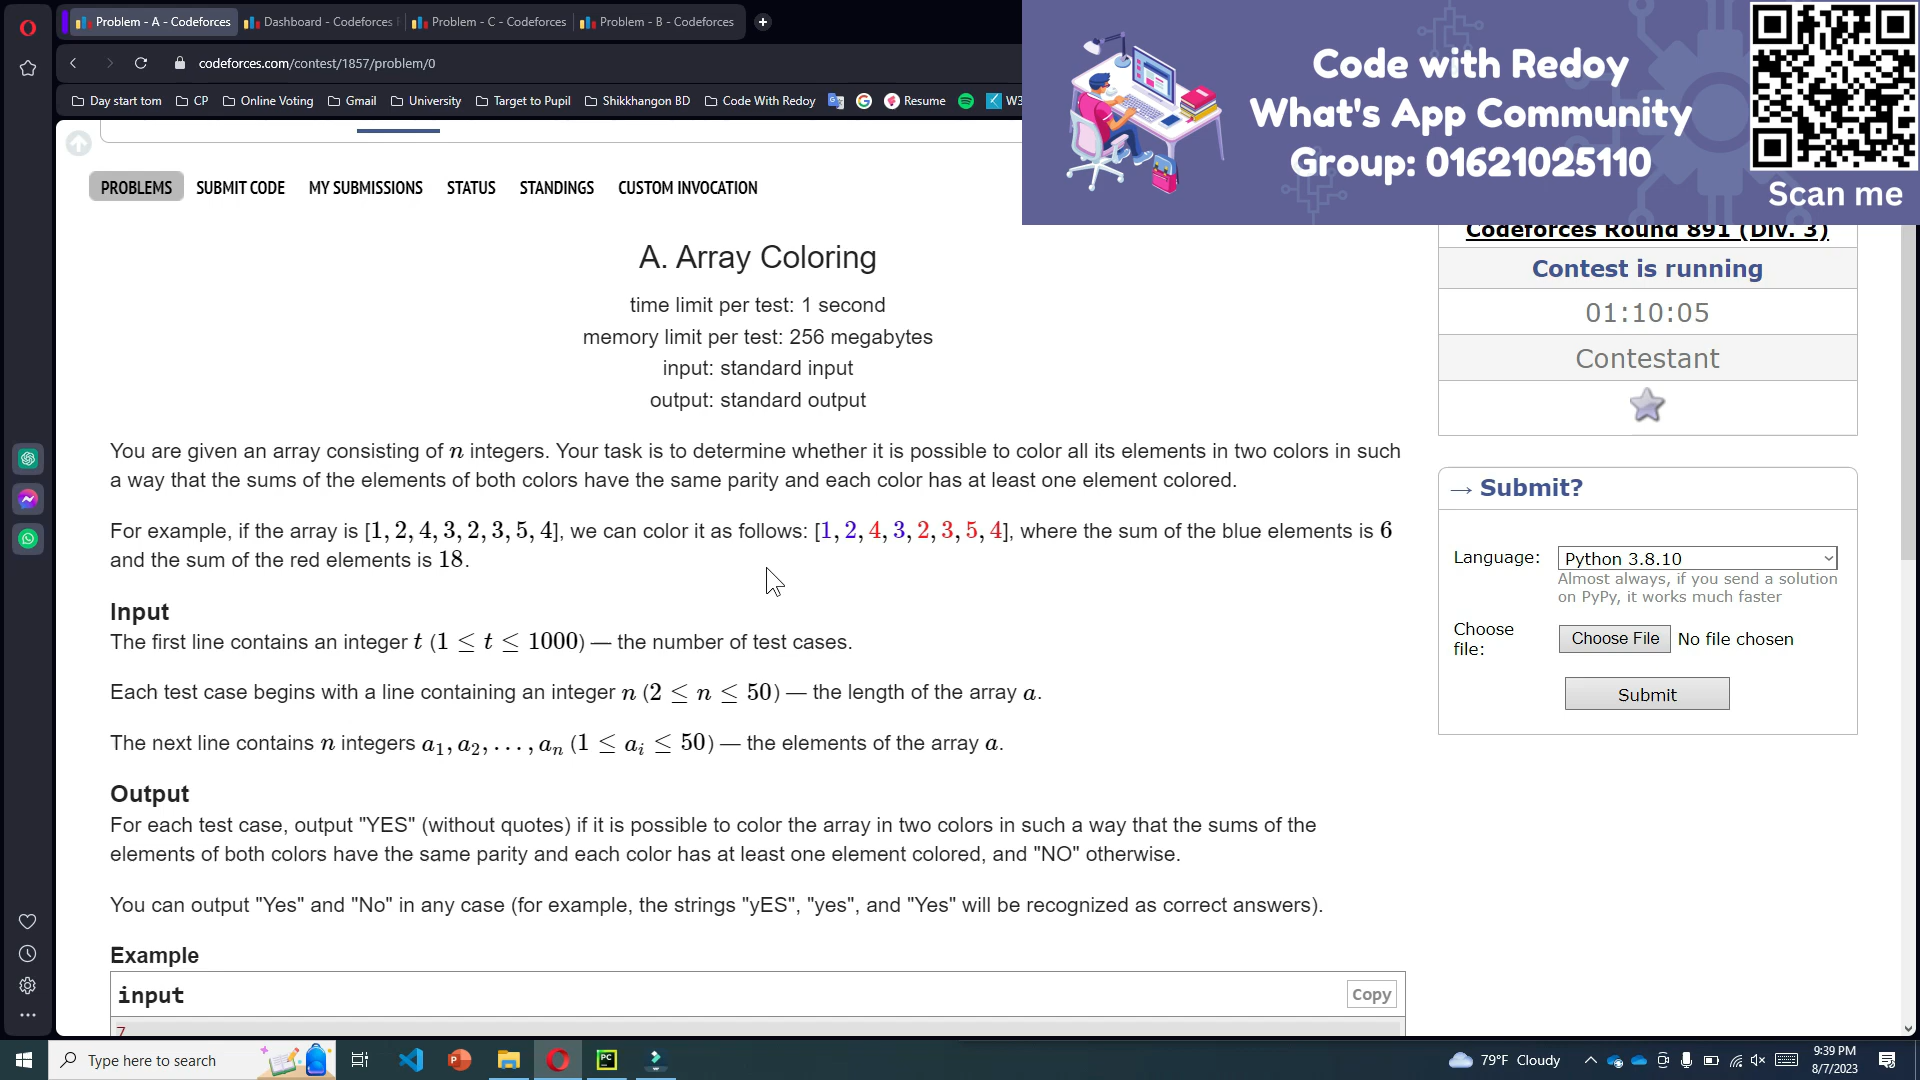 Problem - A - Codeforces
Dashboard - Codeforces
Problem - C - Codeforces
Problem - B - Codeforces
codeforces.com/contest/1857/problem/0
Day start tom
CP
Online Voting
Gmail
University
Target to Pupil
Shikkhangon BD
Code With Redoy
Resume
W3
Code with Redoy
What's App Community
Group: 01621025110
Scan me
PROBLEMS SUBMIT CODE MY SUBMISSIONS STATUS STANDINGS CUSTOM INVOCATION
A. Array Coloring
time limit per test: 1 second
memory limit per test: 256 megabytes
input: standard input
output: standard output
You are given an array consisting of n integers. Your task is to determine whether it is possible to color all its elements in two colors in such
a way that the sums of the elements of both colors have the same parity and each color has at least one element colored.
For example, if the array is [1, 2, 4, 3, 2, 3, 5, 4], we can color it as follows: [1, 2, 4, 3, 2, 3, 5, 4], where the sum of the blue elements is 6
and the sum of the red elements is 18.
Input
The first line contains an integer t (1 ≤ t ≤ 1000) — the number of test cases.
Each test case begins with a line containing an integer n (2 ≤ n ≤ 50) — the length of the array a.
The next line contains n integers a₁, a₂, …, aₙ (1 ≤ aᵢ ≤ 50) — the elements of the array a.
Output
For each test case, output "YES" (without quotes) if it is possible to color the array in two colors in such a way that the sums of the
elements of both colors have the same parity and each color has at least one element colored, and "NO" otherwise.
You can output "Yes" and "No" in any case (for example, the strings "yES", "yes", and "Yes" will be recognized as correct answers).
Example
input
Copy
7
Codeforces Round 891 (Div. 3)
Contest is running
01:10:05
Contestant
→ Submit?
Language: Python 3.8.10
Almost always, if you send a solution
on PyPy, it works much faster
Choose
file:
Choose File No file chosen
Submit
Type here to search
79°F Cloudy
9:39 PM
8/7/2023